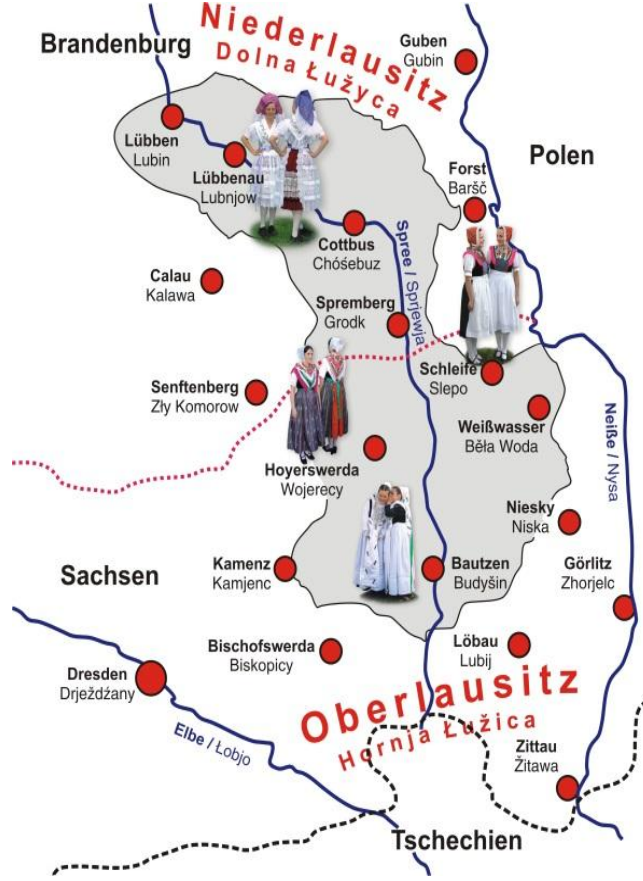 Brandenburg
Niederlausitz
Dolna Łužyca
Guben
Gubin
Lübben
Lubin
Lübbenau
Lubnjow
Polen
Forst
Baršč
Cottbus
Chóśebuz
Spree / Sprjewja
Calau
Kalawa
Spremberg
Grodk
Schleife
Slepo
Senftenberg
Zły Komorow
Weißwasser
Běła Woda
Neiße / Nysa
Hoyerswerda
Wojerecy
Niesky
Niska
Sachsen
Kamenz
Kamjenc
Bautzen
Budyšin
Görlitz
Zhorjelc
Bischofswerda
Biskopicy
Löbau
Lubij
Dresden
Drježdźany
Oberlausitz
Hornja Łužica
Elbe / Łobjo
Zittau
Žitawa
Tschechien